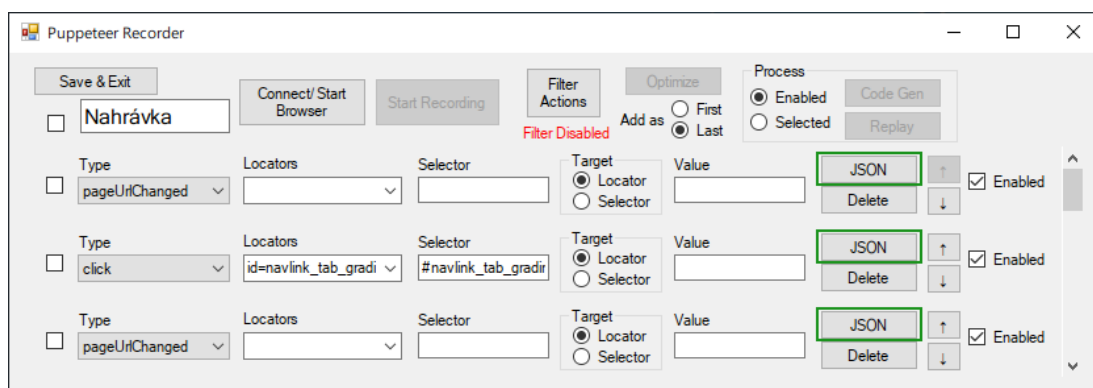 Puppeteer Recorder
Save & Exit
Nahrávka
Connect/ Start
Browser
Start Recording
Filter
Actions
Filter Disabled
Optimize
Add as
First
Last
Process
Enabled
Selected
Code Gen
Replay
Type Locators Selector Target Value
pageUrlChanged Locator Selector JSON Delete ↑ ↓ Enabled
Type Locators Selector Target Value
click id=navlink_tab_gradi #navlink_tab_gradin Locator Selector JSON Delete ↑ ↓ Enabled
Type Locators Selector Target Value
pageUrlChanged Locator Selector JSON Delete ↑ ↓ Enabled